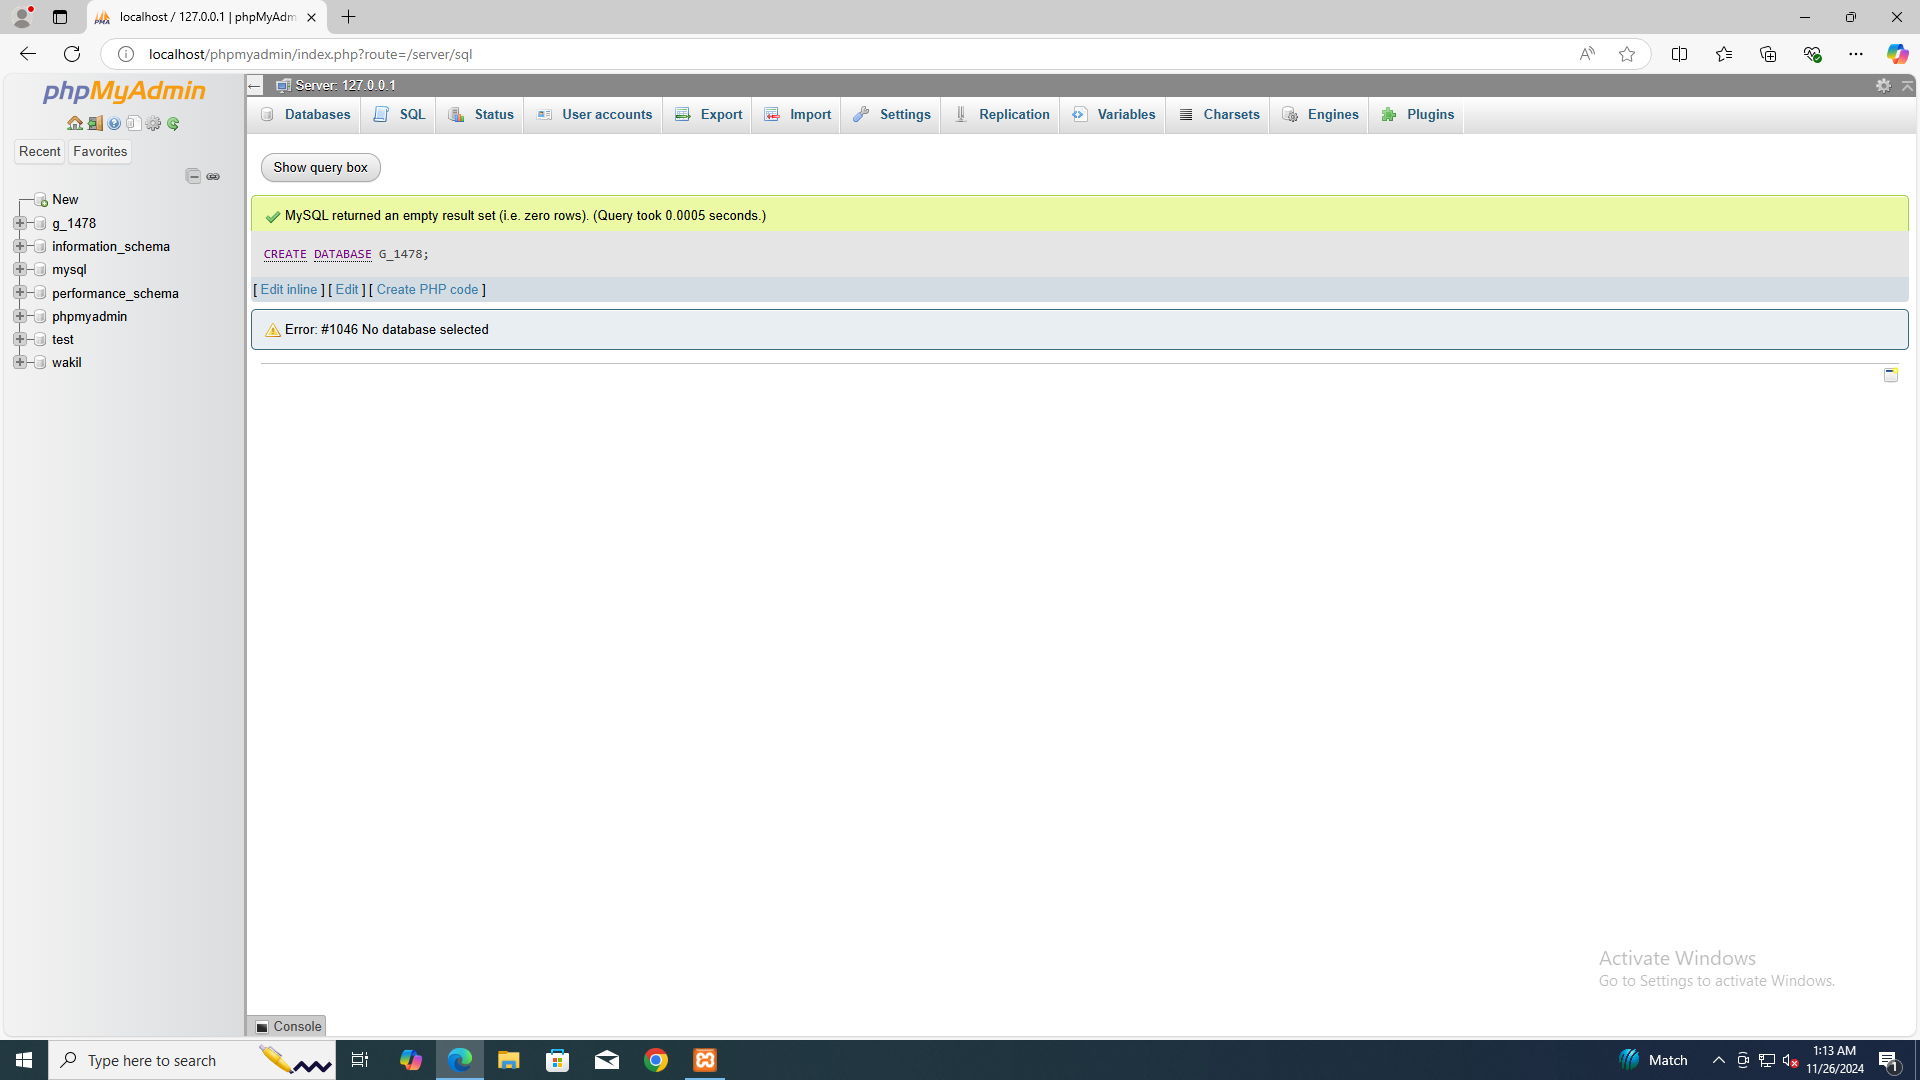 localhost / 127.0.0.1 | phpMyAdm
localhost/phpmyadmin/index.php?route=/server/sql
phpMyAdmin
Recent Favorites
New
g_1478
information_schema
mysql
performance_schema
phpmyadmin
test
wakil
Server: 127.0.0.1
Databases SQL Status User accounts Export Import Settings Replication Variables Charsets Engines Plugins
Show query box
MySQL returned an empty result set (i.e. zero rows). (Query took 0.0005 seconds.)
CREATE DATABASE G_1478;
[ Edit inline ] [ Edit ] [ Create PHP code ]
Error: #1046 No database selected
Activate Windows
Go to Settings to activate Windows.
Console
Type here to search
Match
1:13 AM
11/26/2024
1